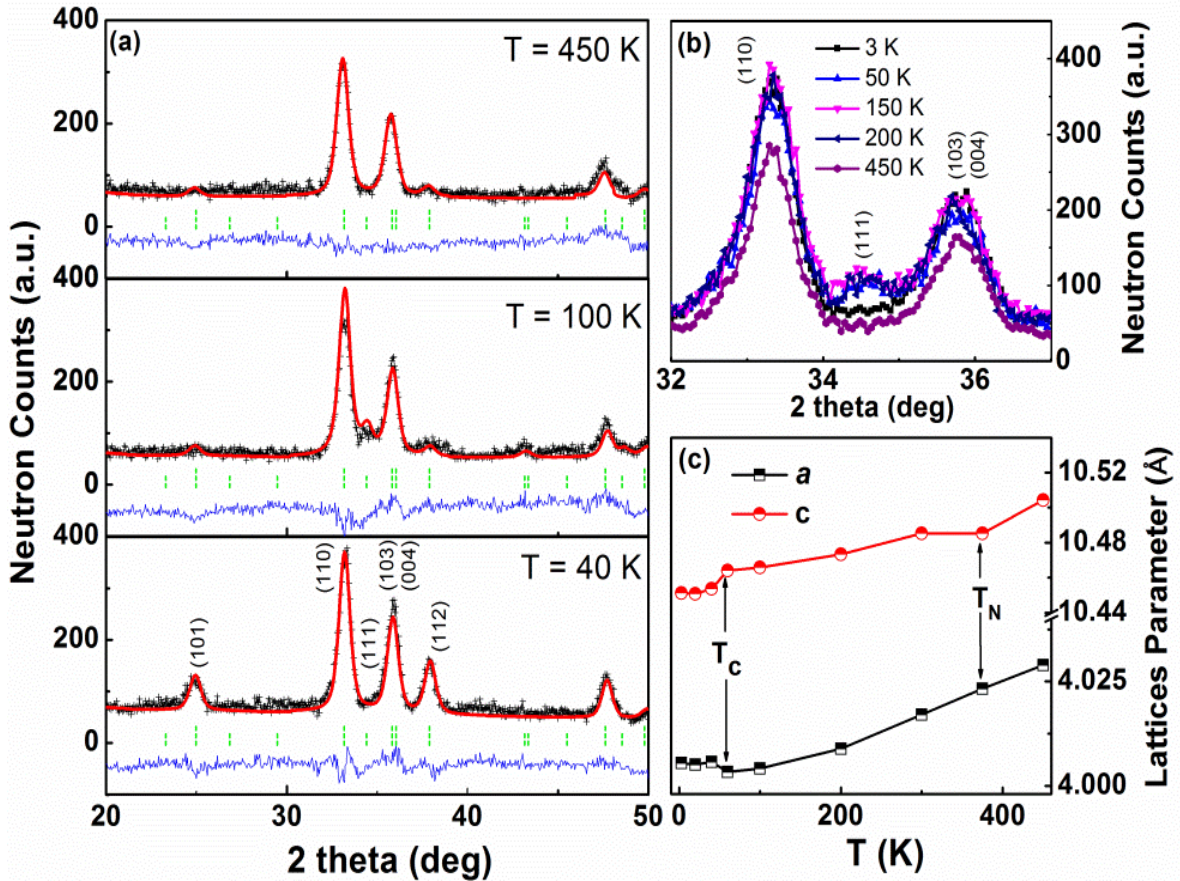 (a)
T = 450 K
400
200
0
400
T = 100 K
200
0
400
T = 40 K
(101)
(110)
(111)
(103)
(004)
(112)
200
0
20
30
40
50
2 theta (deg)
Neutron Counts (a.u.)
(b)
3 K
50 K
150 K
200 K
450 K
(110)
(111)
(103)
(004)
400
300
200
100
0
Neutron Counts (a.u.)
32
34
36
2 theta (deg)
(c)
a
c
TC
TN
10.52
10.48
10.44
4.025
4.000
Lattices Parameter (Å)
0
200
400
T (K)